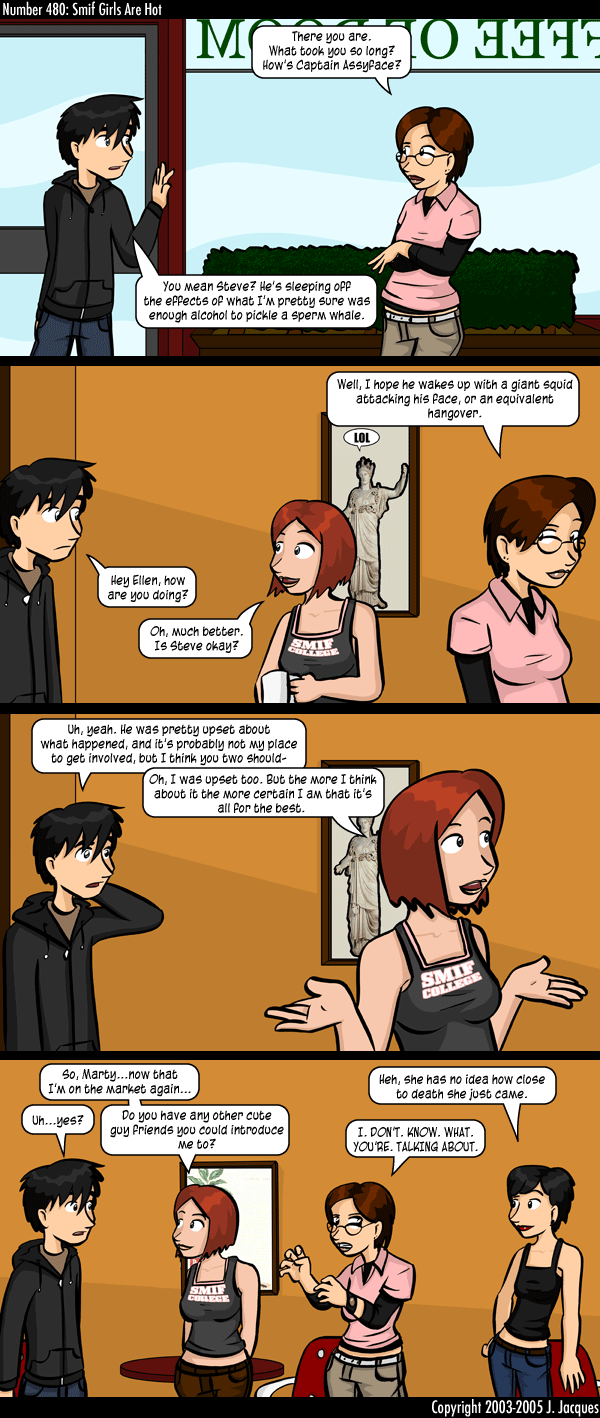 Number 480: Smif Girls Are Hot
There you are.
What took you so long?
How's Captain Assyface?
You mean Steve? He's sleeping off
the effects of what I'm pretty sure was
enough alcohol to pickle a sperm whale.
Well, I hope he wakes up with a giant squid
attacking his face, or an equivalent
hangover.
LOL
Hey Ellen, how
are you doing?
Oh, much better.
Is Steve okay?
SMIF
COLLEGE
Uh, yeah. He was pretty upset about
what happened, and it's probably not my place
to get involved, but I think you two should-
Oh, I was upset too. But the more I think
about it the more certain I am that it's
all for the best.
SMIF
COLLEGE
So, Marty...now that
I'm on the market again...
Uh...yes?
Do you have any other cute
guy friends you could introduce
me to?
Heh, she has no idea how close
to death she just came.
I. DON'T. KNOW. WHAT.
YOU'RE. TALKING ABOUT.
SMIF
COLLEGE
Copyright 2003-2005 J. Jacques